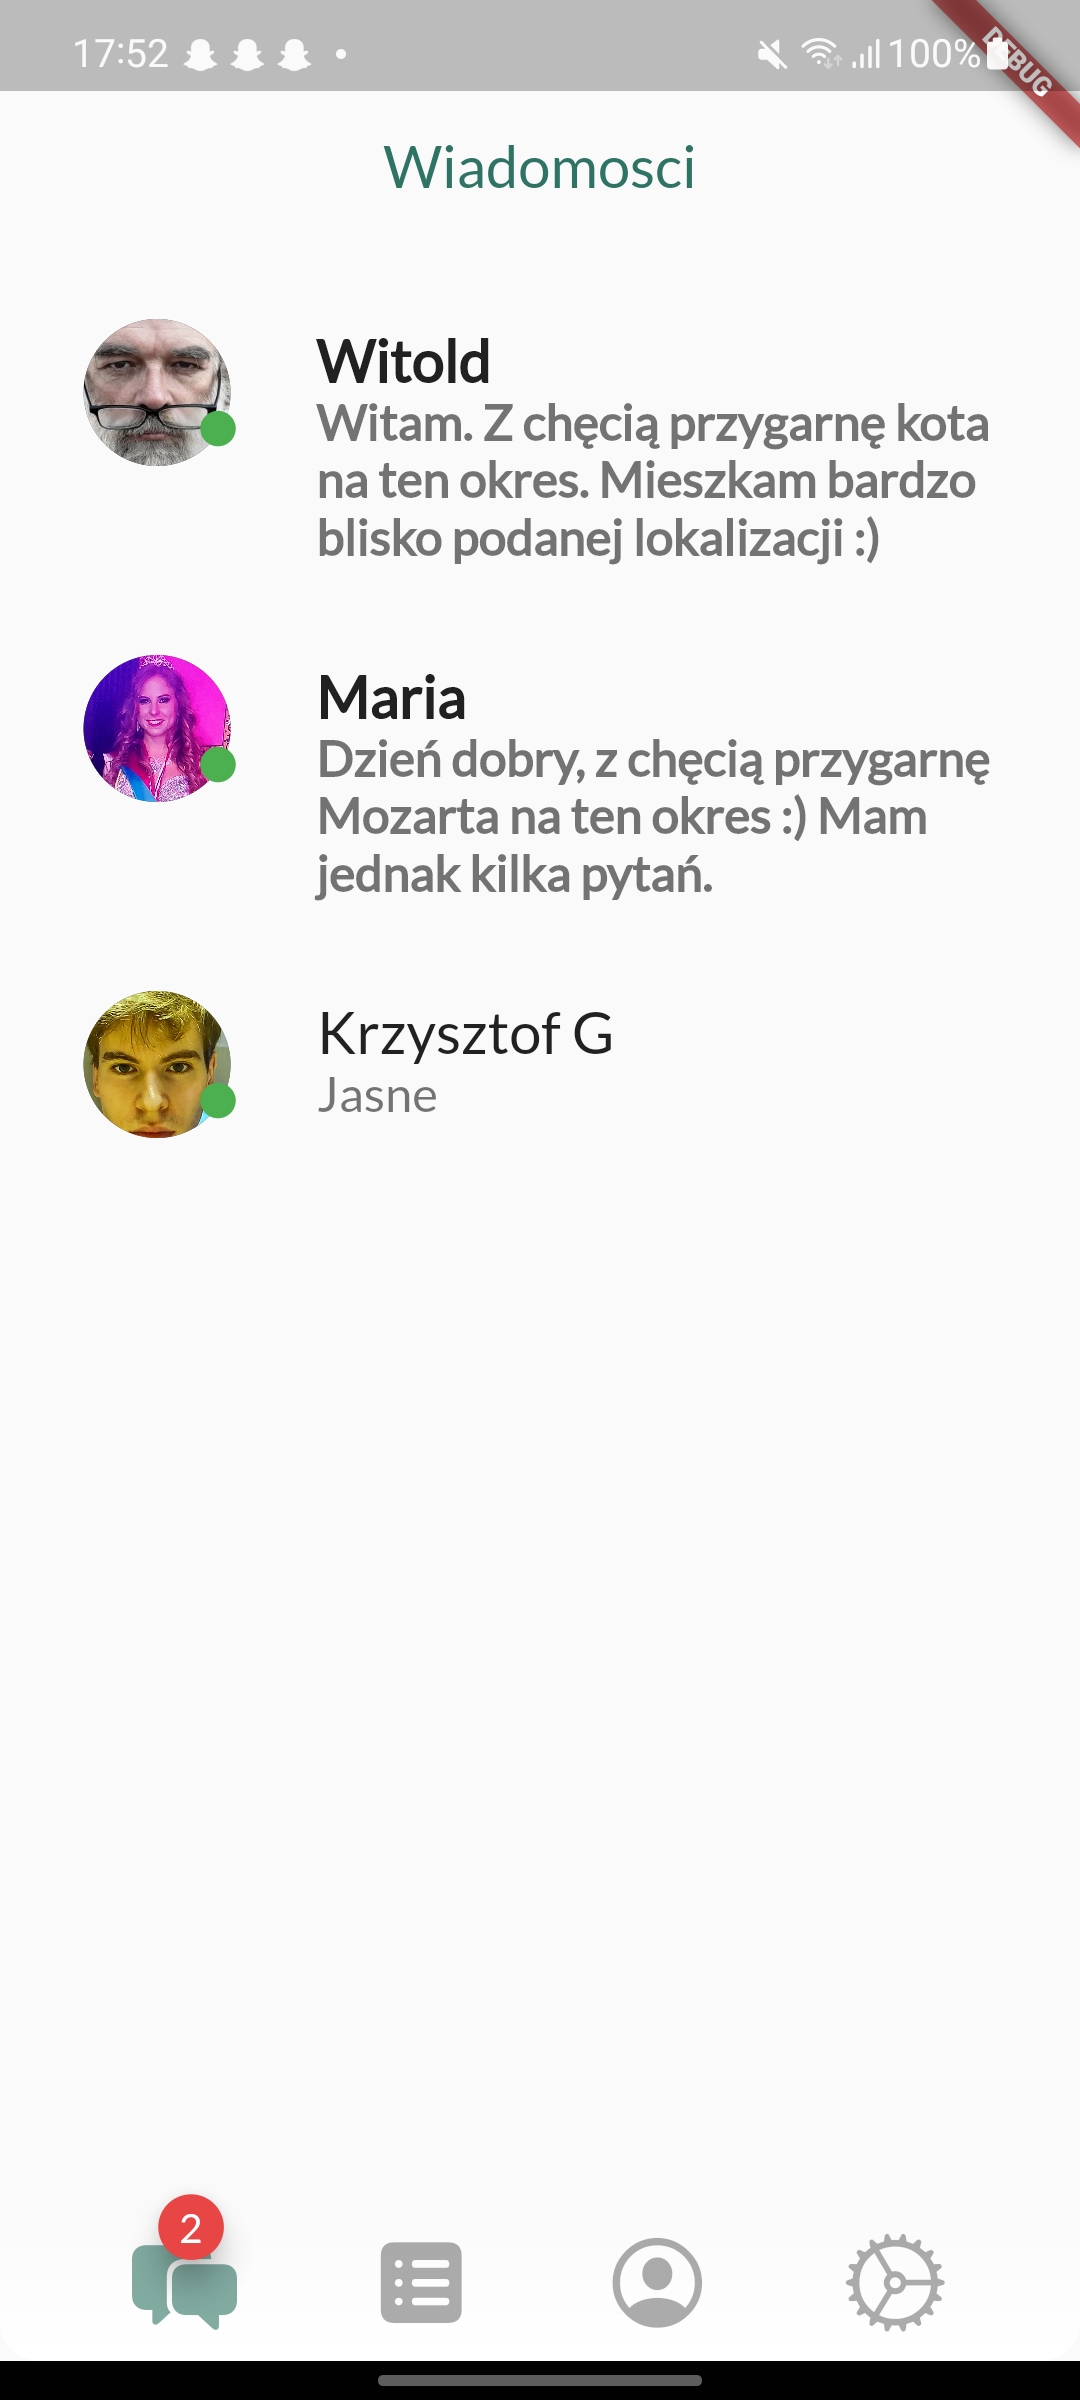 17:52
100%
DEBUG
Wiadomosci
Witold
Witam. Z chęcią przygarnę kota
na ten okres. Mieszkam bardzo
blisko podanej lokalizacji :)
Maria
Dzień dobry, z chęcią przygarnę
Mozarta na ten okres :) Mam
jednak kilka pytań.
Krzysztof G
Jasne
2